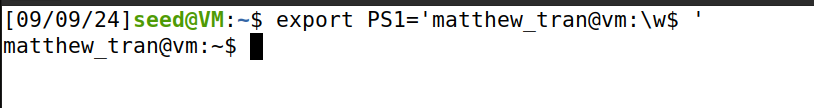 [09/09/24]seed@VM:~$ export PS1='matthew_tran@vm:\w$ '
matthew_tran@vm:~$